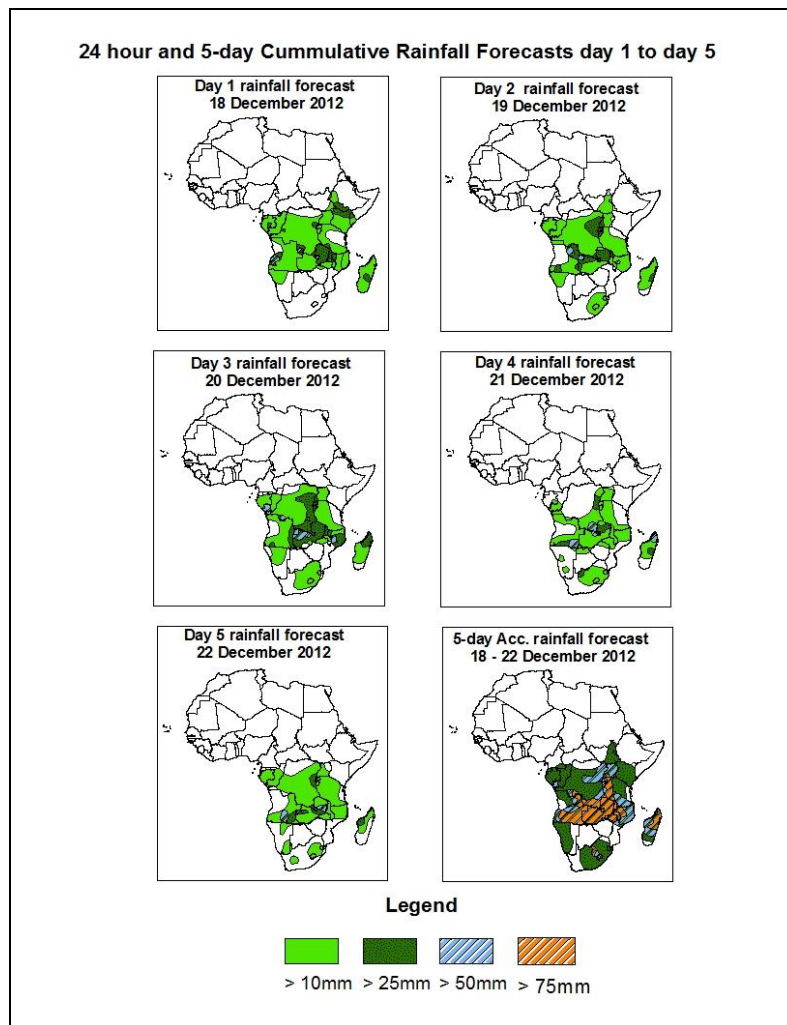 24 hour and 5-day Cummulative Rainfall Forecasts day 1 to day 5
Day 1 rainfall forecast
18 December 2012
Day 2 rainfall forecast
19 December 2012
Day 3 rainfall forecast
20 December 2012
Day 4 rainfall forecast
21 December 2012
Day 5 rainfall forecast
22 December 2012
5-day Acc. rainfall forecast
18 - 22 December 2012
Legend
> 10mm > 25mm > 50mm > 75mm